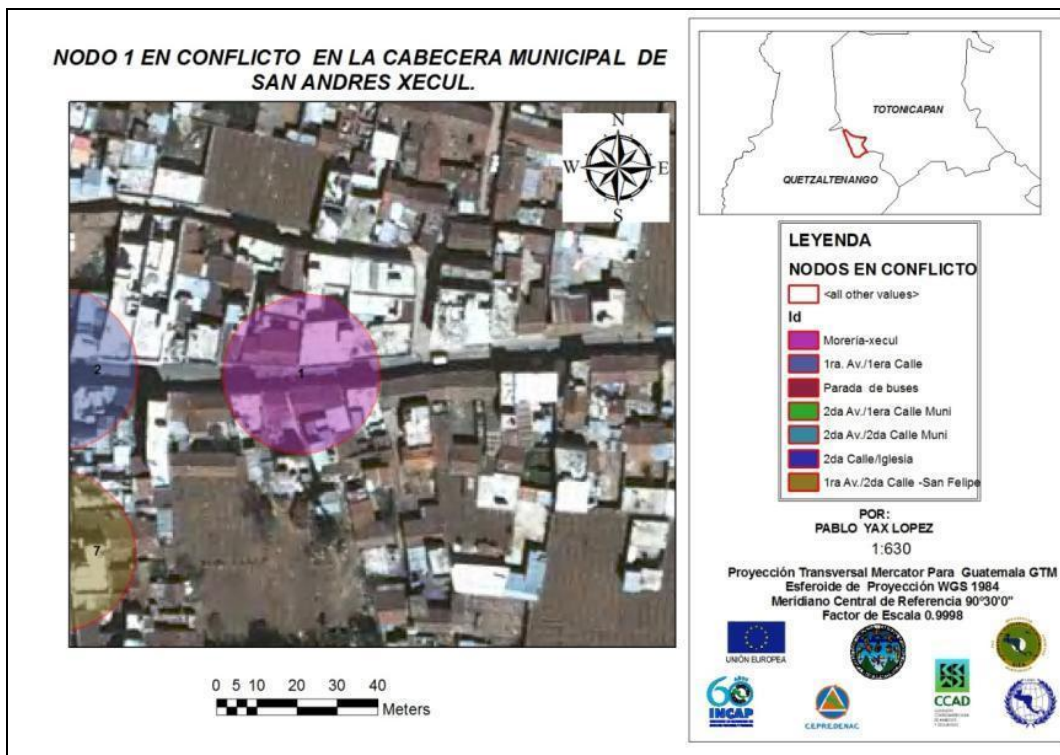 NODO 1 EN CONFLICTO EN LA CABECERA MUNICIPAL DE
SAN ANDRES XECUL.
N
W
E
S
2
1
7
0 5 10 20 30 40
Meters
TOTONICAPAN
QUETZALTENANGO
LEYENDA
NODOS EN CONFLICTO
<all other values>
Id
Morería-xecul
1ra. Av./1era Calle
Parada de buses
2da Av./1era Calle Muni
2da Av./2da Calle Muni
2da Calle/Iglesia
1ra Av./2da Calle -San Felipe
POR:
PABLO YAX LOPEZ
1:630
Proyección Transversal Mercator Para Guatemala GTM
Esferoide de Proyección WGS 1984
Meridiano Central de Referencia 90°30'0"
Factor de Escala 0.9998
UNIÓN EUROPEA
60 AÑOS
INCAP
C.E.P.R.E.D.E.N.A.C
CCAD